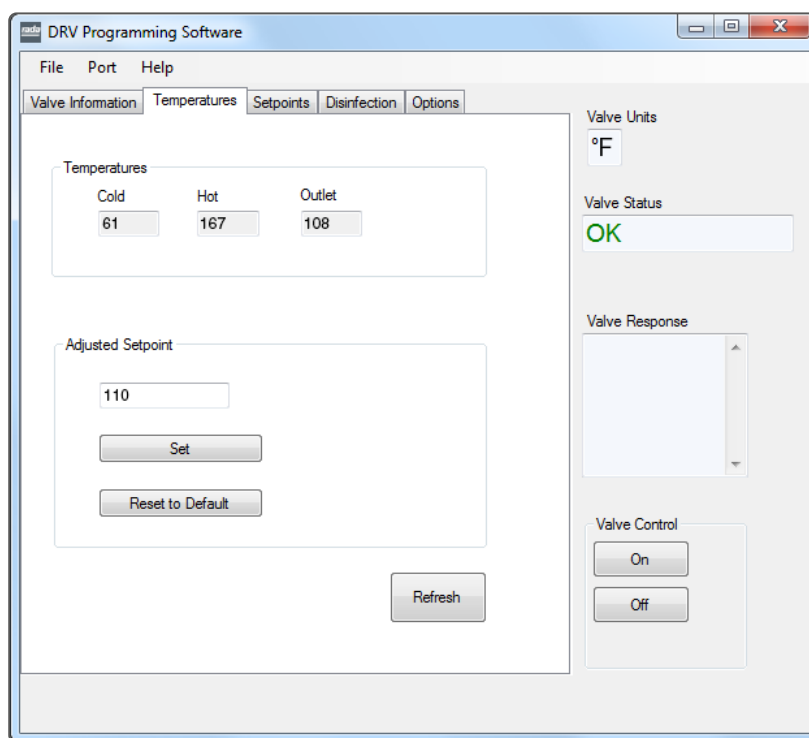 rada DRV Programming Software
File Port Help
Valve Information Temperatures Setpoints Disinfection Options
Temperatures
Cold Hot Outlet
61 167 108
Adjusted Setpoint
110
Set
Reset to Default
Refresh
Valve Units
°F
Valve Status
OK
Valve Response
Valve Control
On
Off